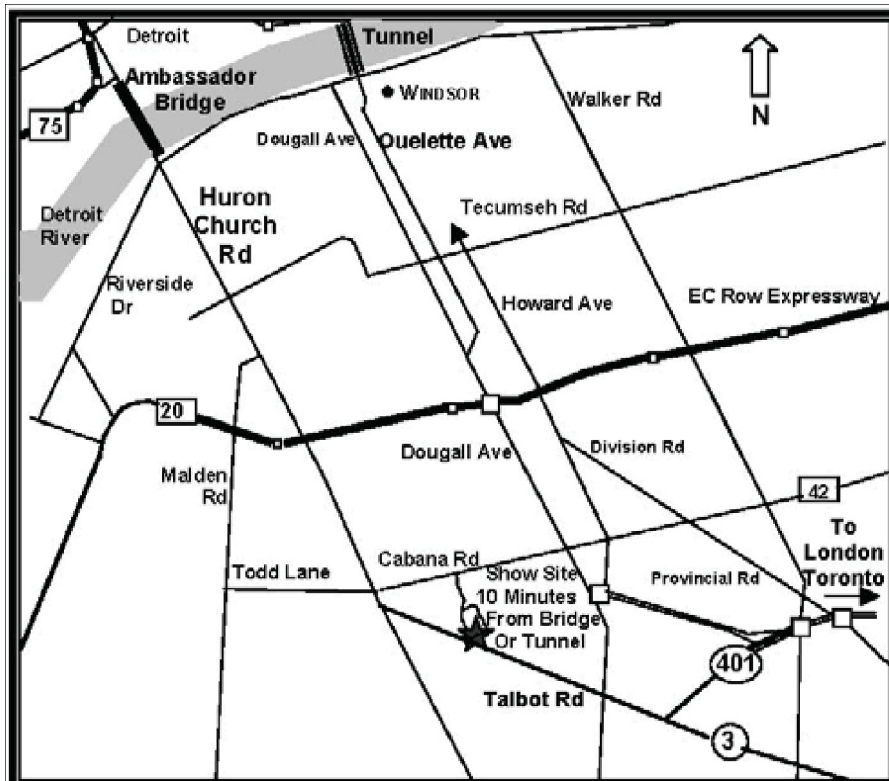 Detroit
Tunnel
Ambassador
Bridge
WINDSOR
Walker Rd
N
75
Dougall Ave
Ouelette Ave
Huron
Church
Rd
Detroit
River
Tecumseh Rd
Riverside
Dr
Howard Ave
EC Row Expressway
20
Dougall Ave
Division Rd
Malden
Rd
42
To
London
Toronto
Cabana Rd
Todd Lane
Show Site
10 Minutes
From Bridge
Or Tunnel
Provincial Rd
401
Talbot Rd
3